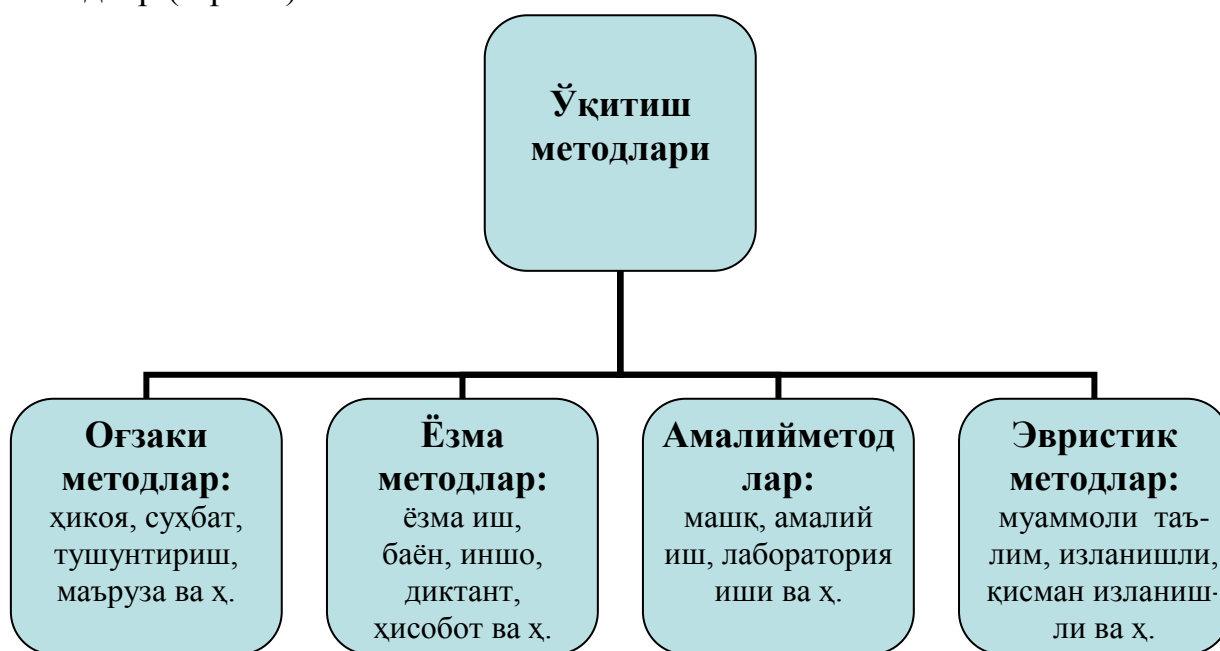 Ўқитиш
методлари
Оғзаки
методлар:
ҳикоя, суҳбат,
тушунтириш,
маъруза ва ҳ.
Ёзма
методлар:
ёзма иш,
баён, иншо,
диктант,
ҳисобот ва ҳ.
Амалийметод
лар:
машқ, амалий
иш, лаборатория
иши ва ҳ.
Эвристик
методлар:
муаммоли таъ-
лим, изланишли,
қисман изланиш-
ли ва ҳ.